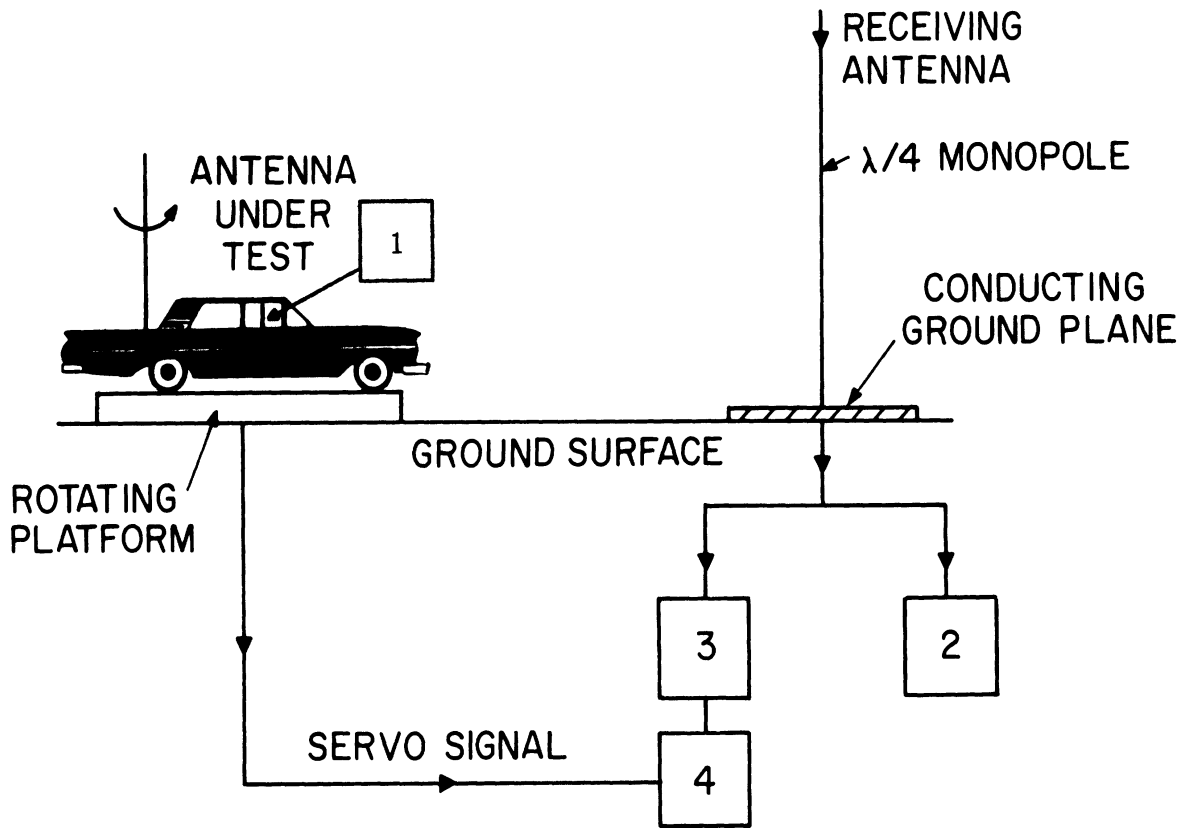 RECEIVING
ANTENNA
λ/4 MONOPOLE
ANTENNA
UNDER
TEST
1
CONDUCTING
GROUND PLANE
GROUND SURFACE
ROTATING
PLATFORM
3
2
SERVO SIGNAL
4